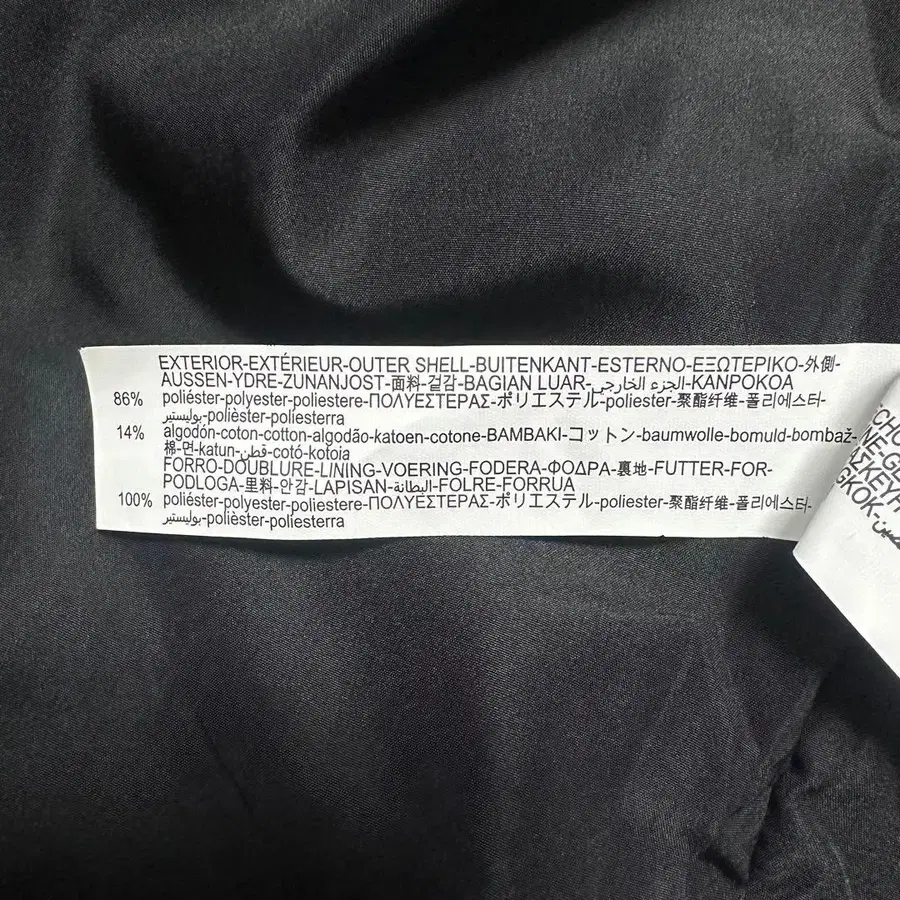 EXTERIOR-EXTÉRIEUR-OUTER SHELL-BUITENKANT-ESTERNO-ΕΞΩΤΕΡΙΚΟ-外側-
AUSSEN-YDRE-ZUNANJOST-面料-겉감-BAGIAN LUAR-الجزء الخارجي-KANPOKOA
86% poliéster-polyester-poliestere-ΠΟΛΥΕΣΤΕΡΑΣ-ポリエステル-poliester-聚酯纤维-폴리에스터-
بوليستير-polièster-poliesterra
14% algodón-coton-cotton-algodão-katoen-cotone-BAMBAKI-コットン-baumwolle-bomuld-bombaž-
棉-면-katun-قطن-cotó-kotoia
FORRO-DOUBLURE-LINING-VOERING-FODERA-ΦΟΔΡΑ-裏地-FUTTER-FOR-
PODLOGA-里料-안감-LAPISAN-البطانة-FOLRE-FORRUA
100% poliéster-polyester-poliestere-ΠΟΛΥΕΣΤΕΡΑΣ-ポリエステル-poliester-聚酯纤维-폴리에스터-
بوليستير-polièster-poliesterra